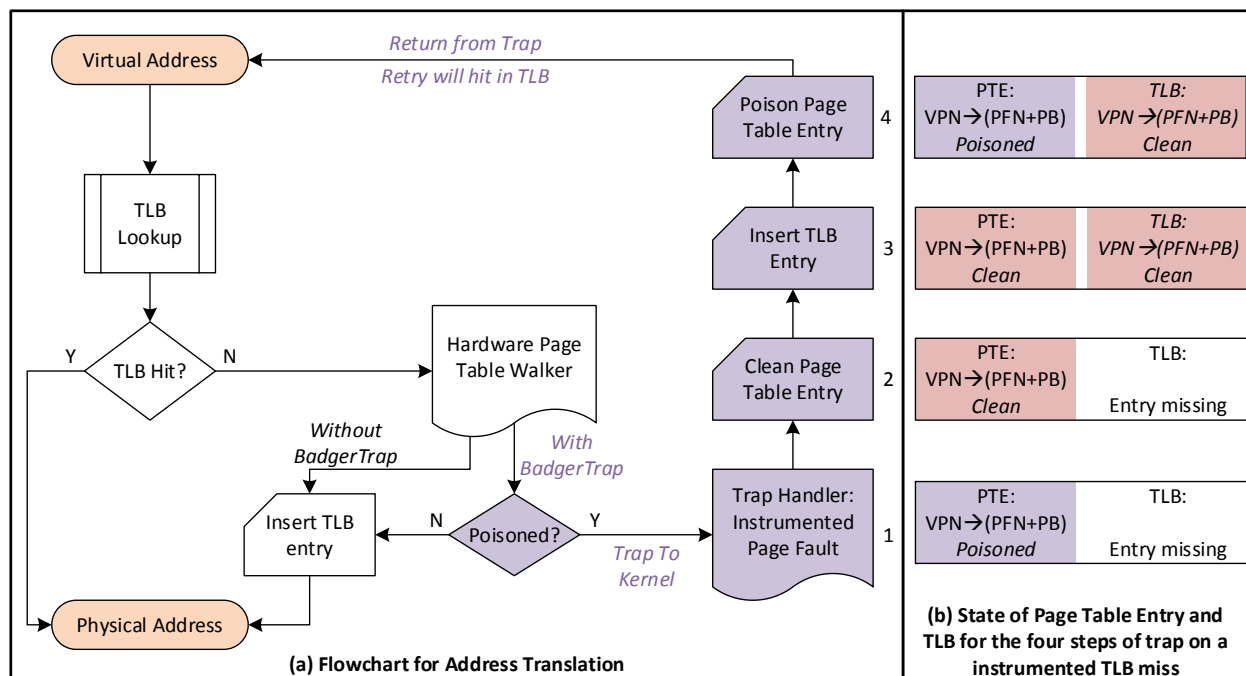 Virtual Address
Return from Trap
Retry will hit in TLB
TLB
Lookup
TLB Hit?
Y
N
Hardware Page
Table Walker
Without
BadgerTrap
With
BadgerTrap
Insert TLB
entry
N
Poisoned?
Y
Trap To
Kernel
Physical Address
Poison Page
Table Entry
4
Insert TLB
Entry
3
Clean Page
Table Entry
2
Trap Handler:
Instrumented
Page Fault
1
(a) Flowchart for Address Translation
PTE:
VPN→(PFN+PB)
Poisoned
TLB:
VPN→(PFN+PB)
Clean
PTE:
VPN→(PFN+PB)
Clean
TLB:
VPN→(PFN+PB)
Clean
PTE:
VPN→(PFN+PB)
Clean
TLB:
Entry missing
PTE:
VPN→(PFN+PB)
Poisoned
TLB:
Entry missing
(b) State of Page Table Entry and
TLB for the four steps of trap on a
instrumented TLB miss